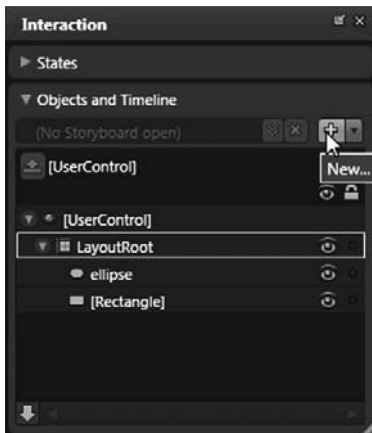 Interaction
States
Objects and Timeline
(No Storyboard open)
[UserControl]
New...
[UserControl]
LayoutRoot
ellipse
[Rectangle]